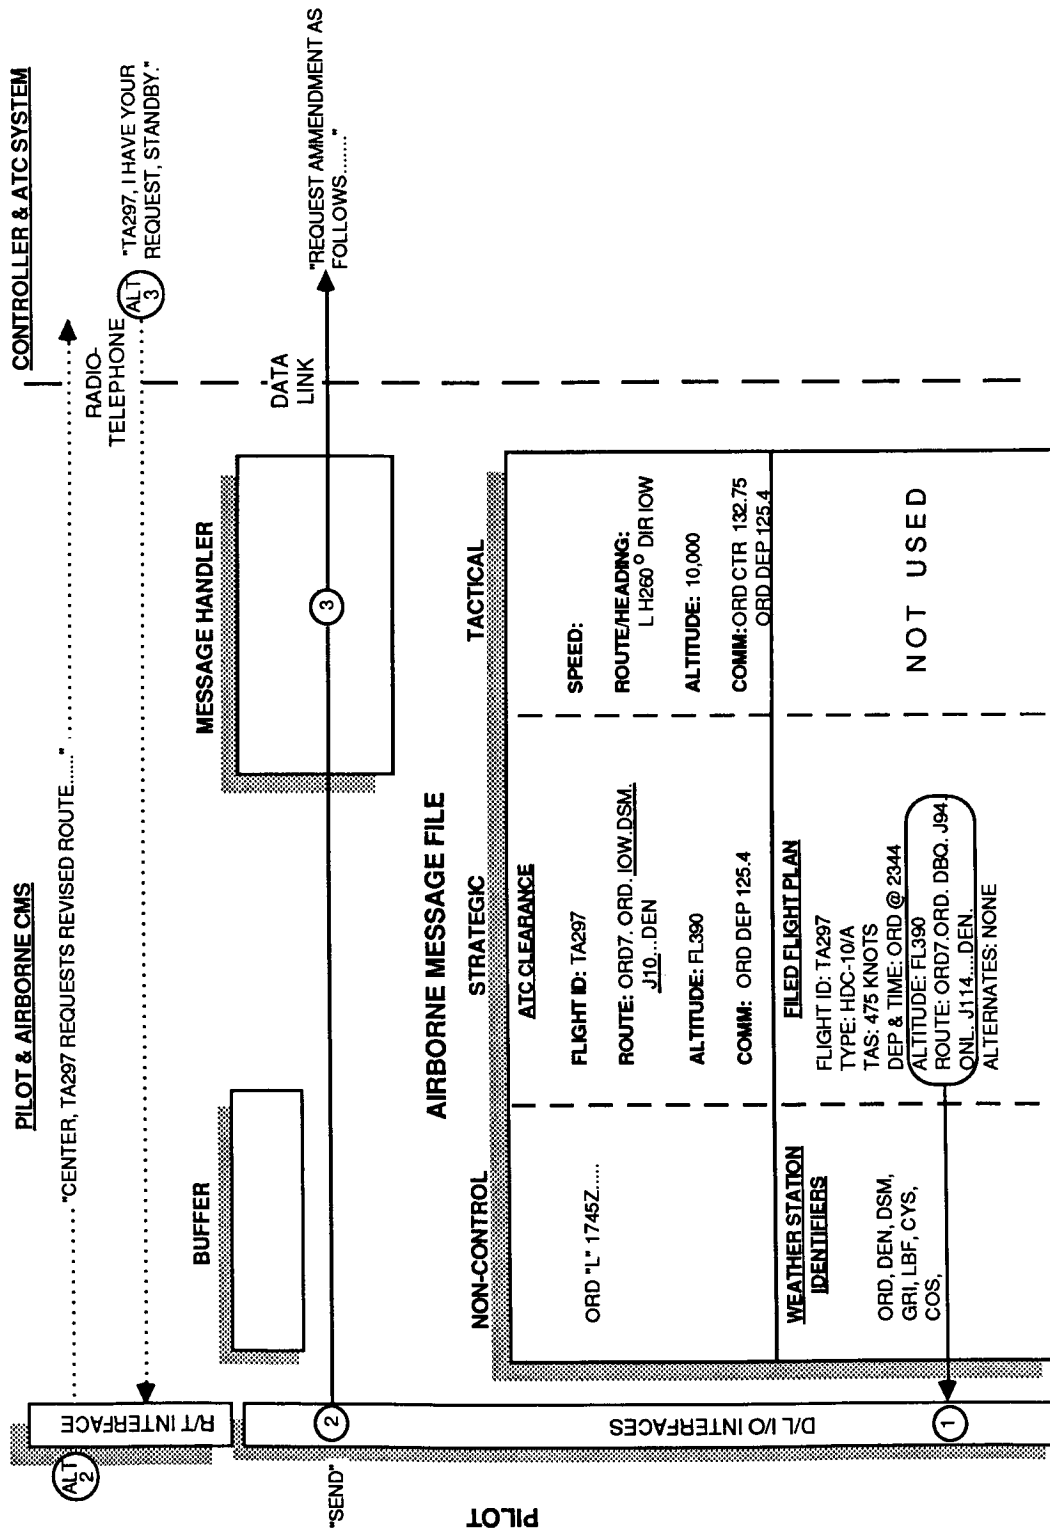 PILOT & AIRBORNE CMS
CONTROLLER & ATC SYSTEM
ALT
2
R/T INTERFACE
"CENTER, TA297 REQUESTS REVISED ROUTE......"
RADIO-
TELEPHONE
ALT
3
"TA297, I HAVE YOUR
REQUEST, STANDBY."
BUFFER
MESSAGE HANDLER
"SEND"
2
3
DATA
LINK
"REQUEST AMMENDMENT AS
FOLLOWS......."
PILOT
D/L I/O INTERFACES
1
AIRBORNE MESSAGE FILE
NON-CONTROL
STRATEGIC
TACTICAL
ORD "L" 1745Z.....
ATC CLEARANCE
FLIGHT ID: TA297
ROUTE: ORD7. ORD. IOW.DSM.
J10...DEN
ALTITUDE: FL390
COMM: ORD DEP 125.4
SPEED:
ROUTE/HEADING:
L H260° DIR IOW
ALTITUDE: 10,000
COMM: ORD CTR 132.75
ORD DEP 125.4
WEATHER STATION
IDENTIFIERS
ORD, DEN, DSM,
GRI, LBF, CYS,
COS,
FILED FLIGHT PLAN
FLIGHT ID: TA297
TYPE: HDC-10/A
TAS: 475 KNOTS
DEP & TIME: ORD @ 2344
ALTITUDE: FL390
ROUTE: ORD7.ORD. DBQ. J94.
ONL. J114...DEN.
ALTERNATES: NONE
NOT USED